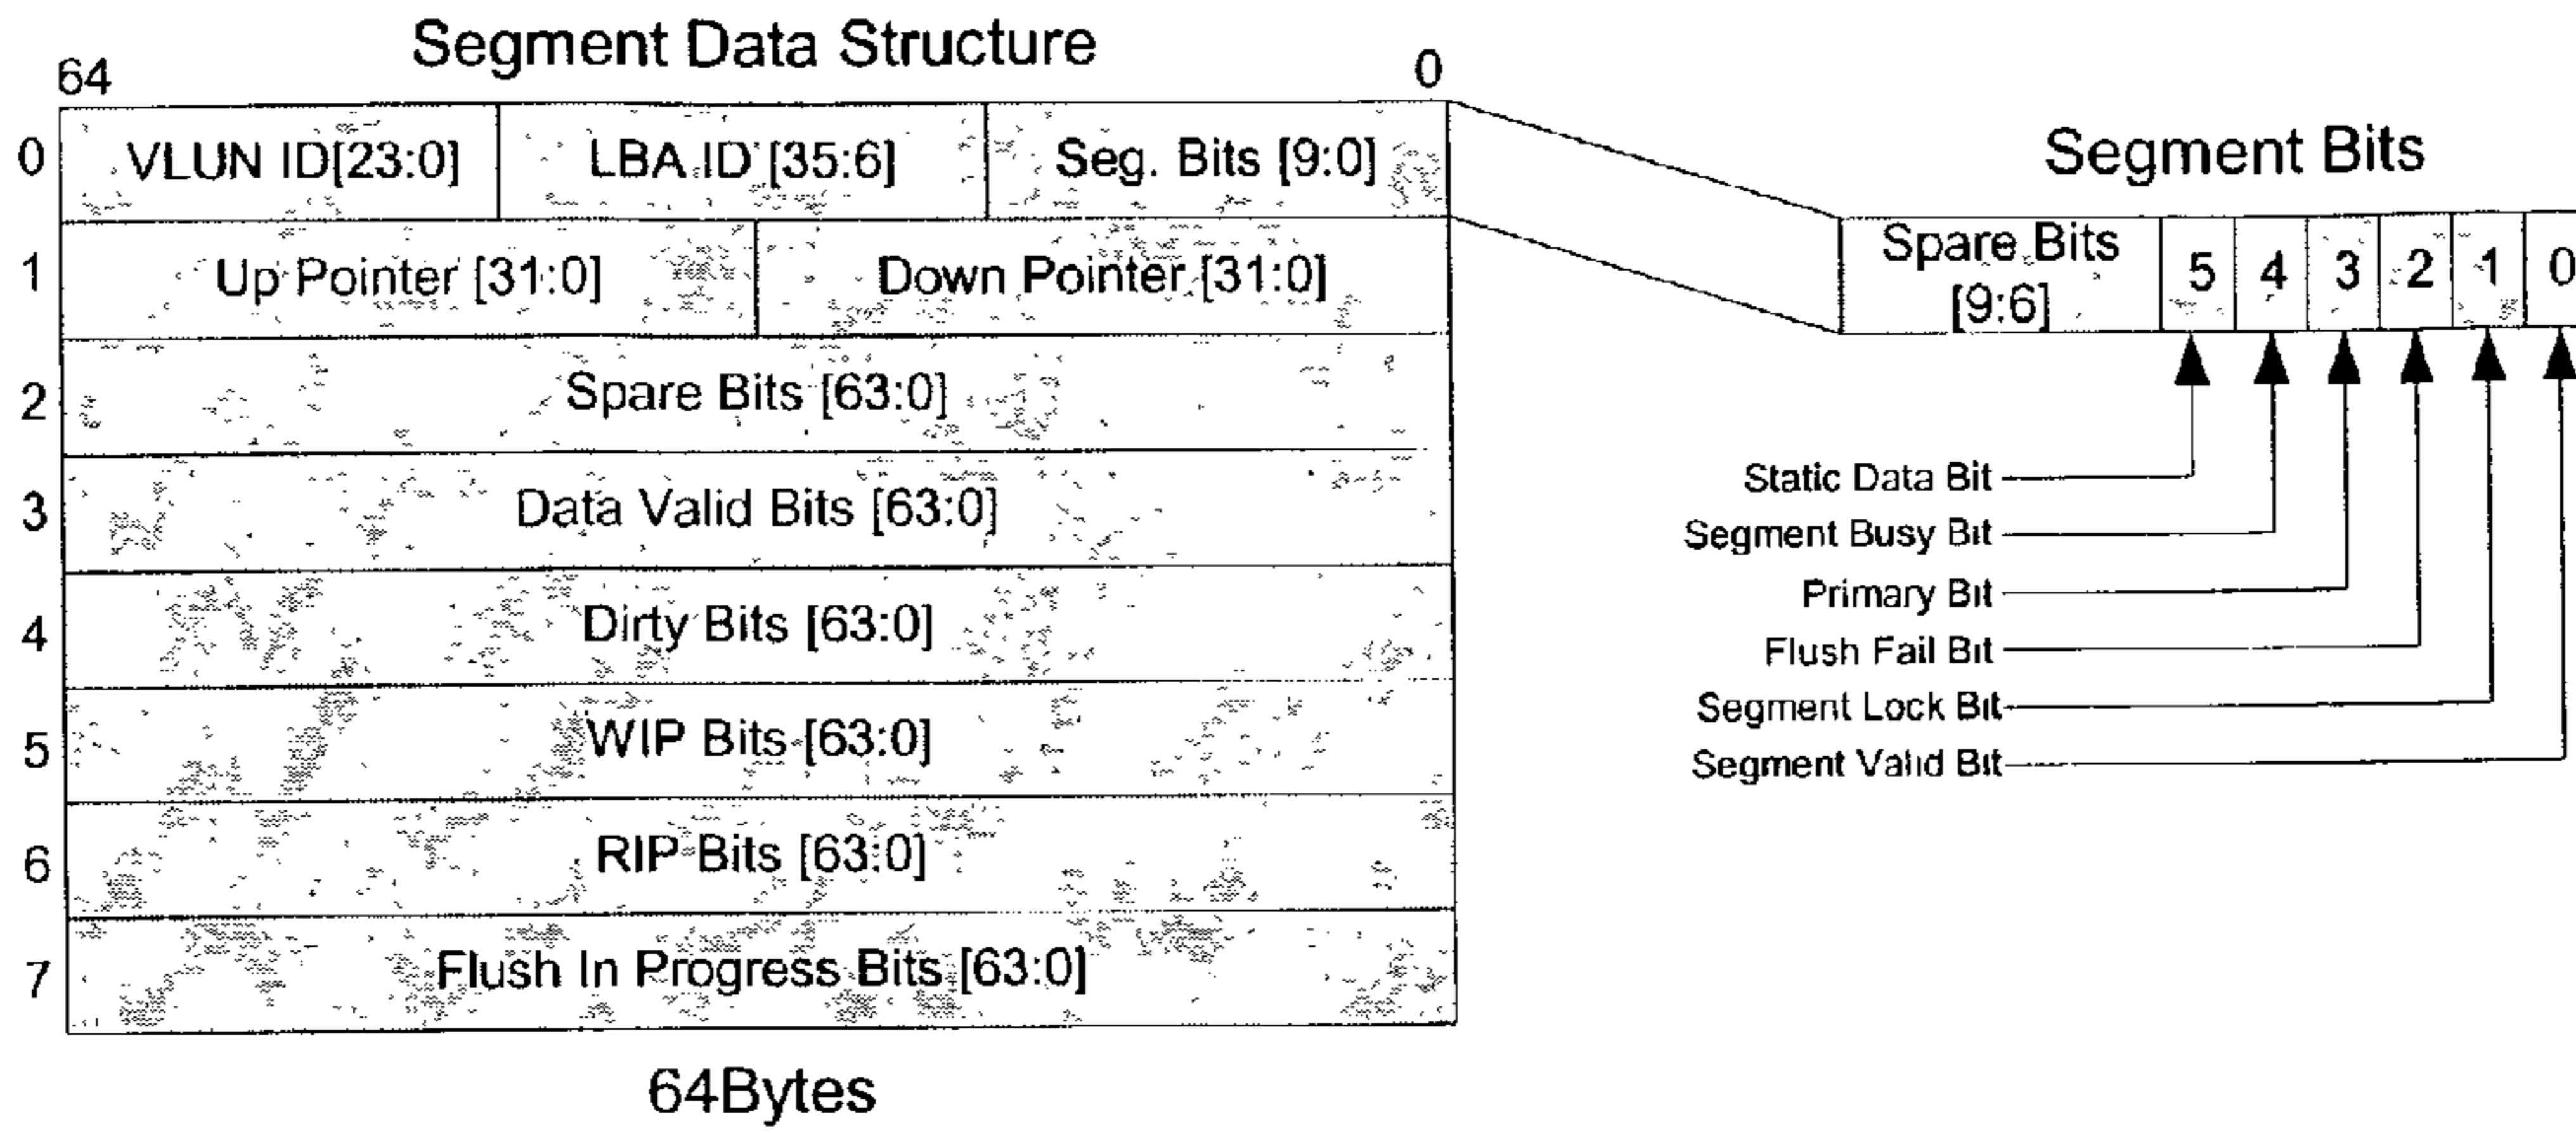 Segment Data Structure
64 0
0 VLUN ID[23:0] LBA ID [35:6] Seg. Bits [9:0]
1 Up Pointer [31:0] Down Pointer [31:0]
2 Spare Bits [63:0]
3 Data Valid Bits [63:0]
4 Dirty Bits [63:0]
5 WIP Bits [63:0]
6 RIP Bits [63:0]
7 Flush In Progress Bits [63:0]
64Bytes
Segment Bits
Spare Bits
[9:6]
5 4 3 2 1 0
Static Data Bit
Segment Busy Bit
Primary Bit
Flush Fail Bit
Segment Lock Bit
Segment Valid Bit